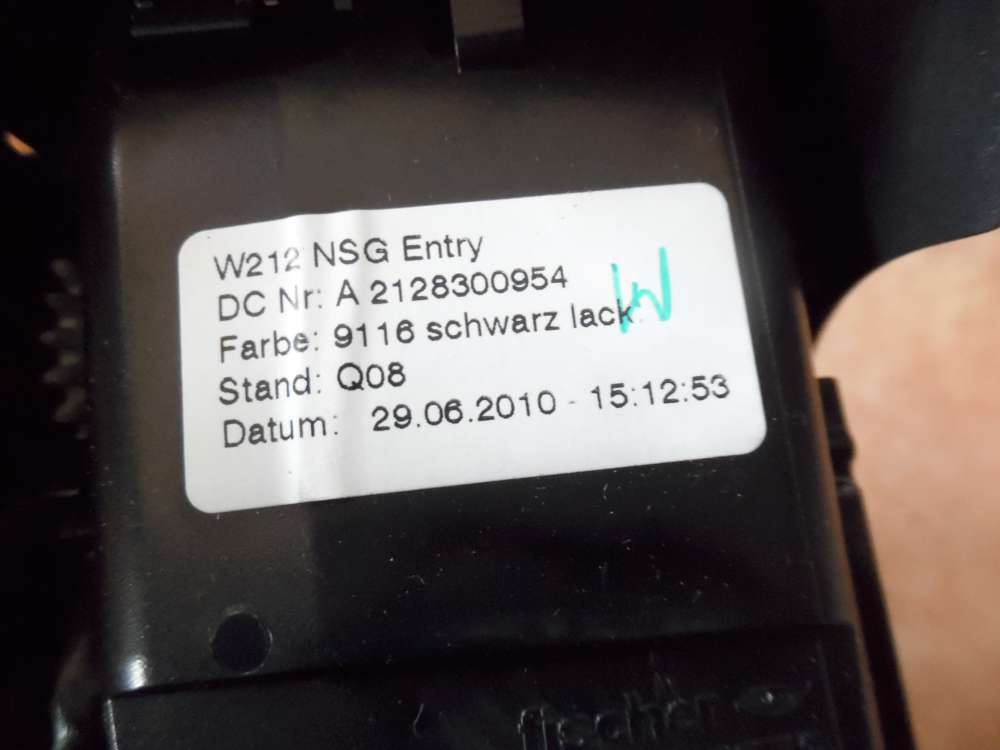 W212 NSG Entry
DC Nr: A 2128300954
Farbe: 9116 schwarz lack
W
Stand: Q08
Datum: 29.06.2010 - 15:12:53
fischer